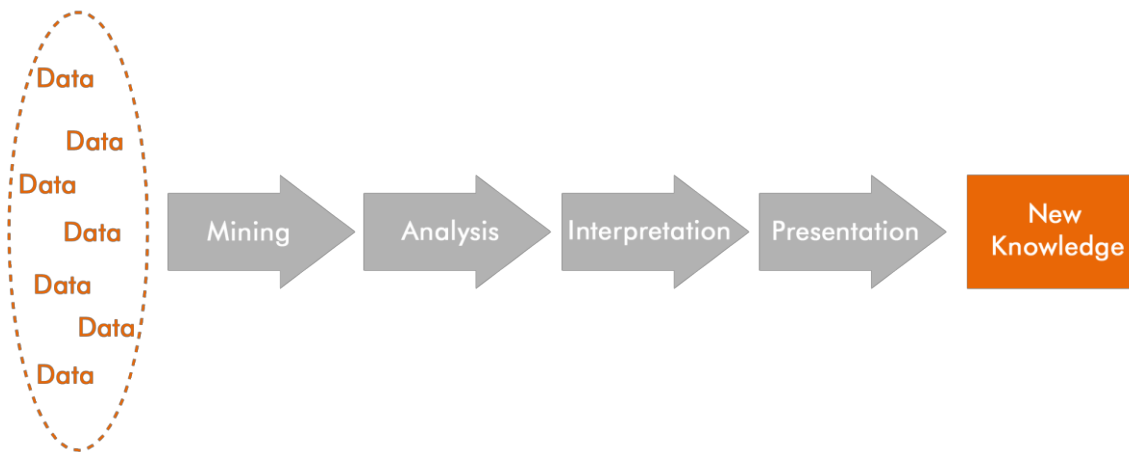 Data
Data
Data
Data
Data
Data
Data
Mining
Analysis
Interpretation
Presentation
New
Knowledge